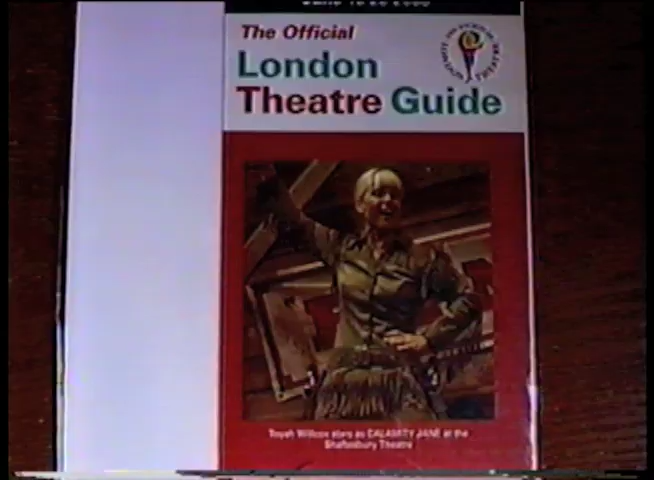 The Official
London
Theatre Guide
Toyah Willcox stars as CALAMITY JANE at the
Shaftesbury Theatre